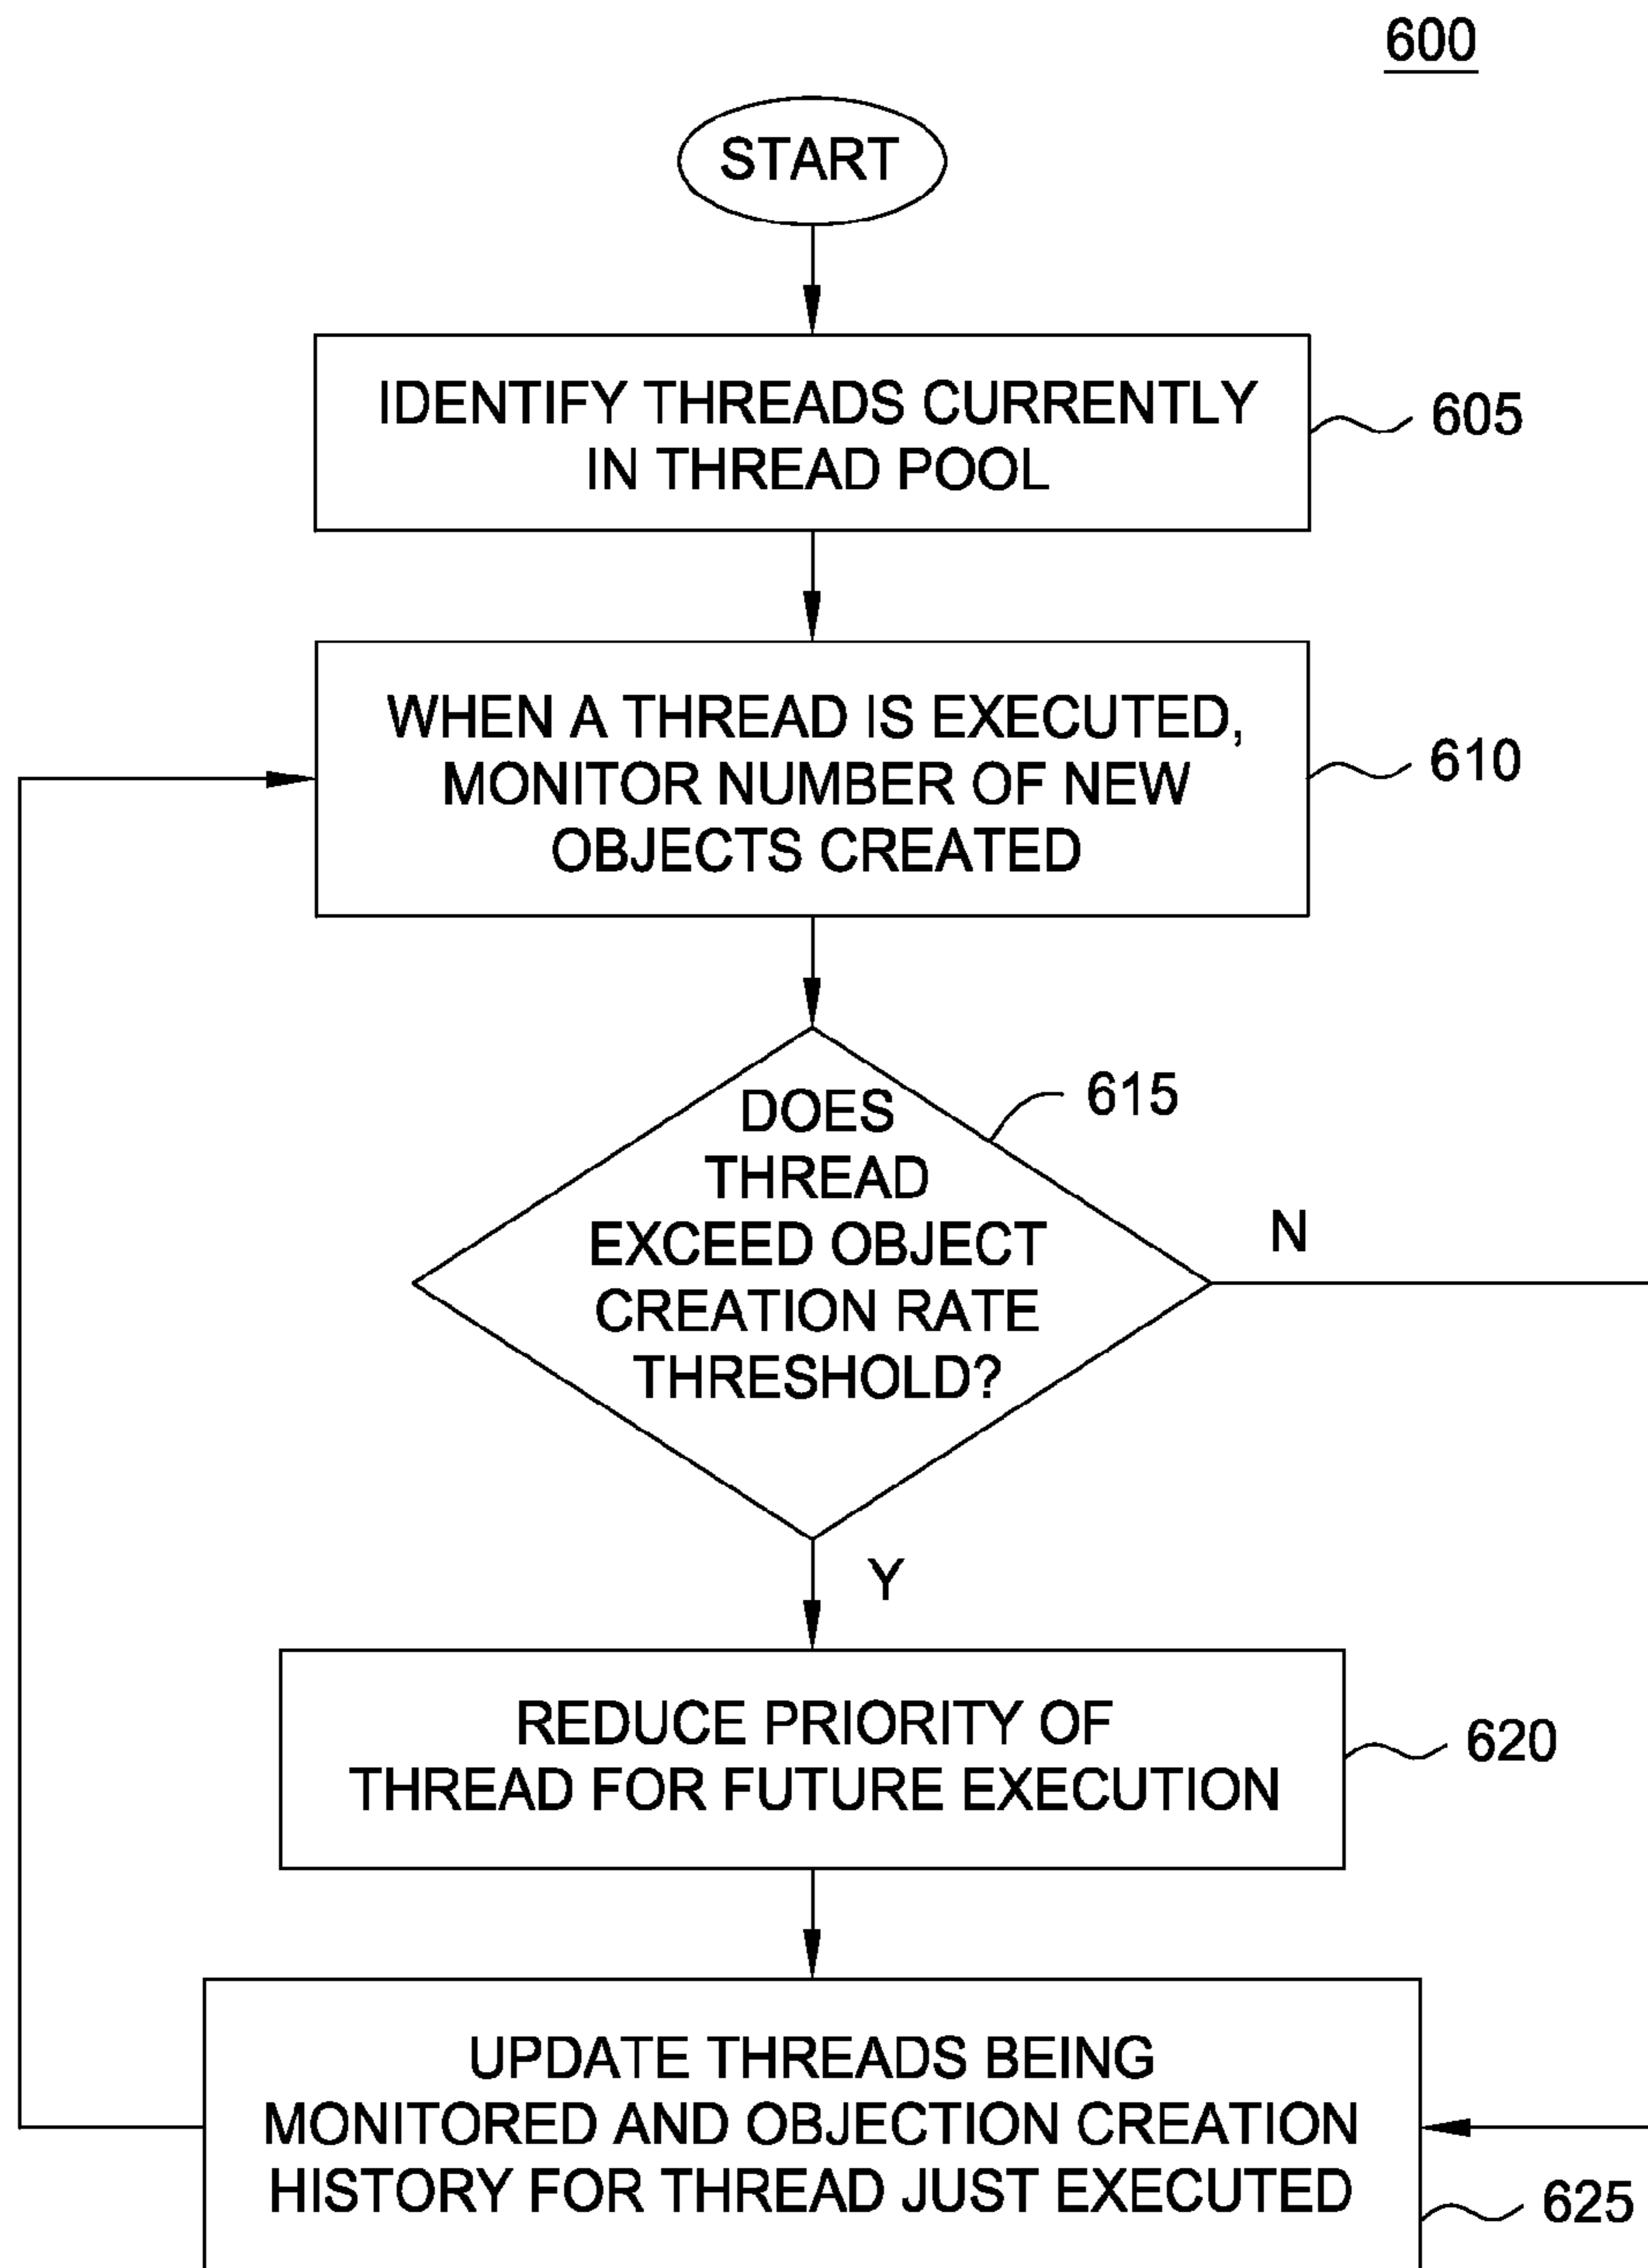 600
START
IDENTIFY THREADS CURRENTLY
IN THREAD POOL
605
WHEN A THREAD IS EXECUTED,
MONITOR NUMBER OF NEW
OBJECTS CREATED
610
DOES
THREAD
EXCEED OBJECT
CREATION RATE
THRESHOLD?
615
N
Y
REDUCE PRIORITY OF
THREAD FOR FUTURE EXECUTION
620
UPDATE THREADS BEING
MONITORED AND OBJECTION CREATION
HISTORY FOR THREAD JUST EXECUTED
625